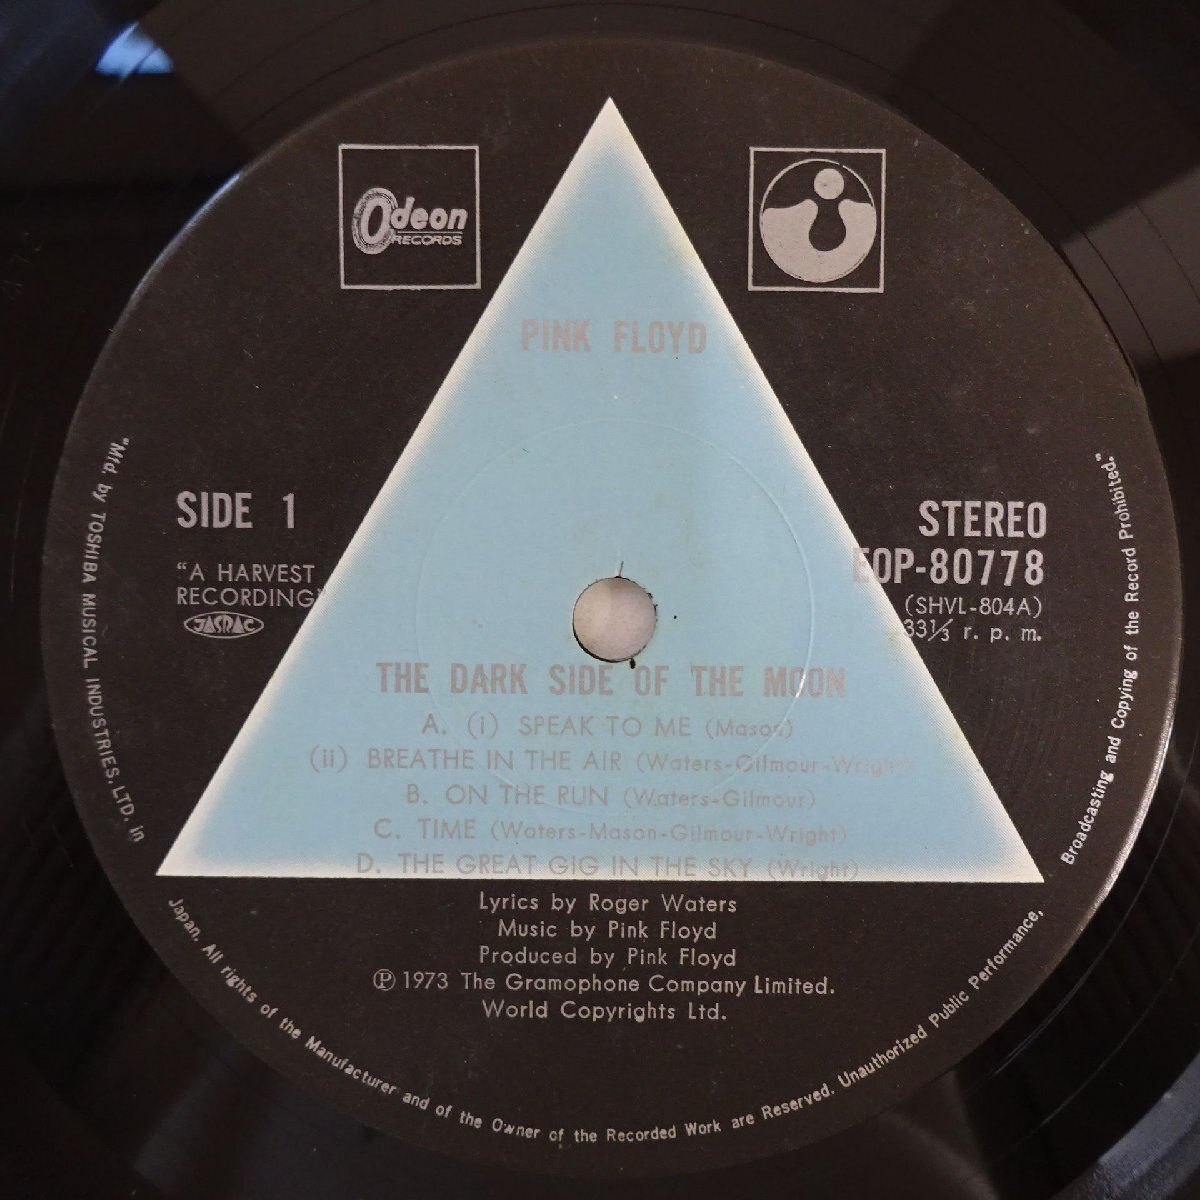 Odeon
RECORDS
PINK FLOYD
SIDE 1
"A HARVEST
RECORDING"
JASRAC
STEREO
EOP-80778
(SHVL-804A)
33⅓ r. p. m.
THE DARK SIDE OF THE MOON
A. (i) SPEAK TO ME (Mason)
(ii) BREATHE IN THE AIR (Waters-Gilmour-Wright)
B. ON THE RUN (Waters-Gilmour)
C. TIME (Waters-Mason-Gilmour-Wright)
D. THE GREAT GIG IN THE SKY (Wright)
Lyrics by Roger Waters
Music by Pink Floyd
Produced by Pink Floyd
Ⓟ 1973 The Gramophone Company Limited.
World Copyrights Ltd.
"Mfd. by TOSHIBA MUSICAL INDUSTRIES, LTD. in Japan. All rights of the Manufacturer and of the Owner of the Recorded Work are Reserved. Unauthorized Public Performance, Broadcasting and Copying of the Record Prohibited."